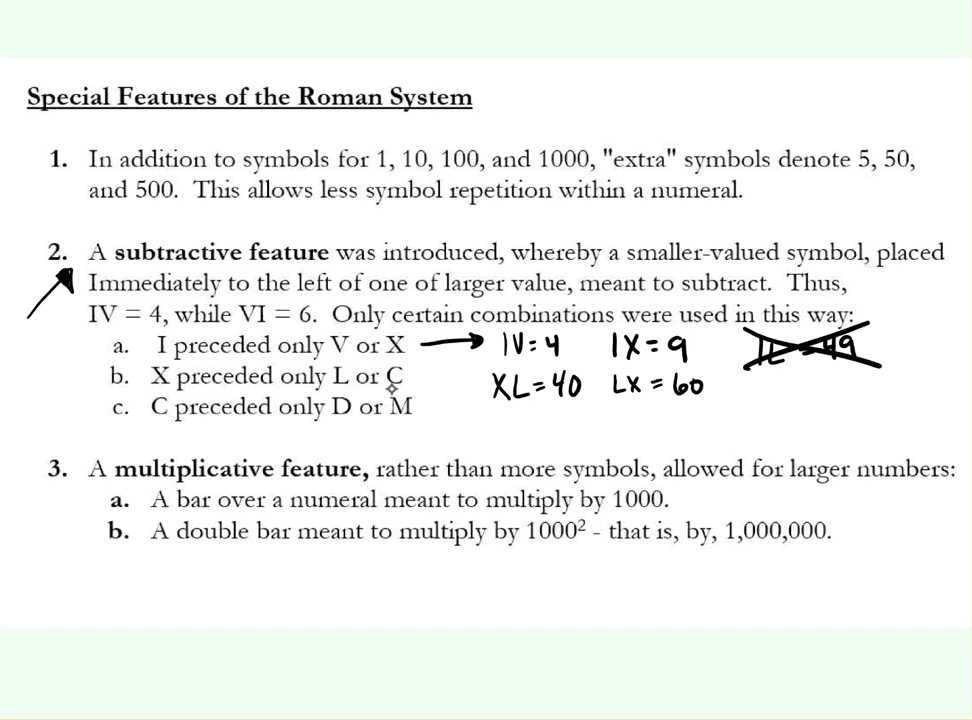 Special Features of the Roman System
1. In addition to symbols for 1, 10, 100, and 1000, "extra" symbols denote 5, 50,
and 500. This allows less symbol repetition within a numeral.
2. A subtractive feature was introduced, whereby a smaller-valued symbol, placed
Immediately to the left of one of larger value, meant to subtract. Thus,
IV = 4, while VI = 6. Only certain combinations were used in this way:
a. I preceded only V or X → IV = 4 IX = 9 IL = 49
b. X preceded only L or C XL = 40 LX = 60
c. C preceded only D or M
3. A multiplicative feature, rather than more symbols, allowed for larger numbers:
a. A bar over a numeral meant to multiply by 1000.
b. A double bar meant to multiply by 1000² - that is, by, 1,000,000.